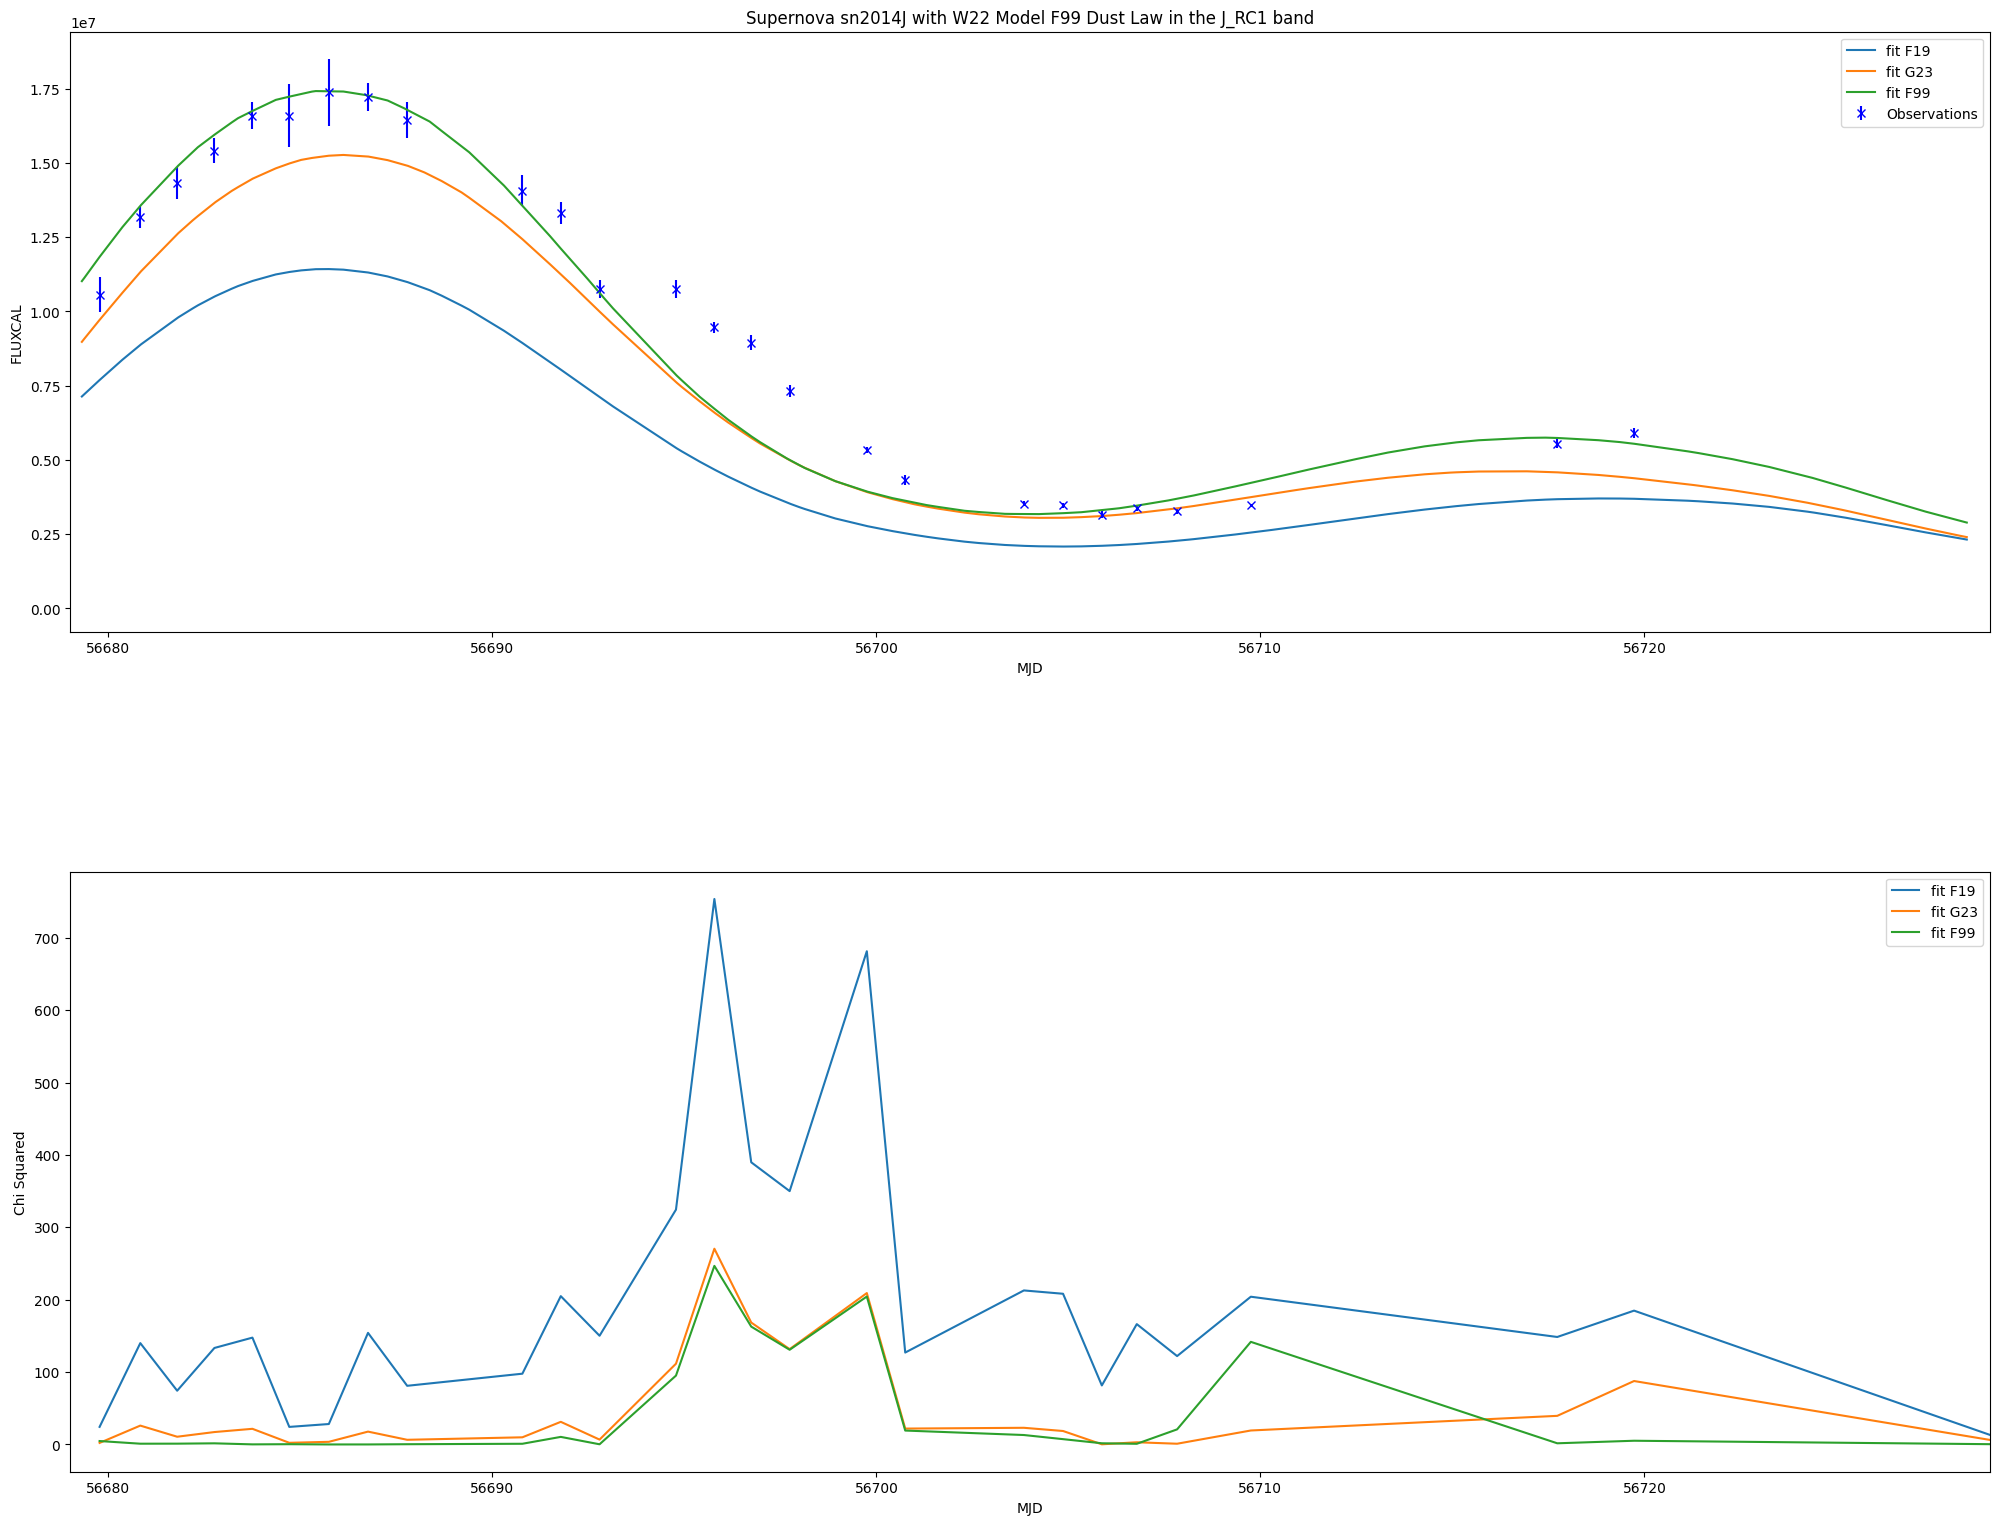 Supernova sn2014J with W22 Model F99 Dust Law in the J_RC1 band
1e7
fit F19
fit G23
fit F99
Observations
1.75
1.50
1.25
1.00
0.75
0.50
0.25
0.00
FLUXCAL
56680 56690 56700 56710 56720
MJD
fit F19
fit G23
fit F99
700
600
500
400
300
200
100
0
Chi Squared
56680 56690 56700 56710 56720
MJD